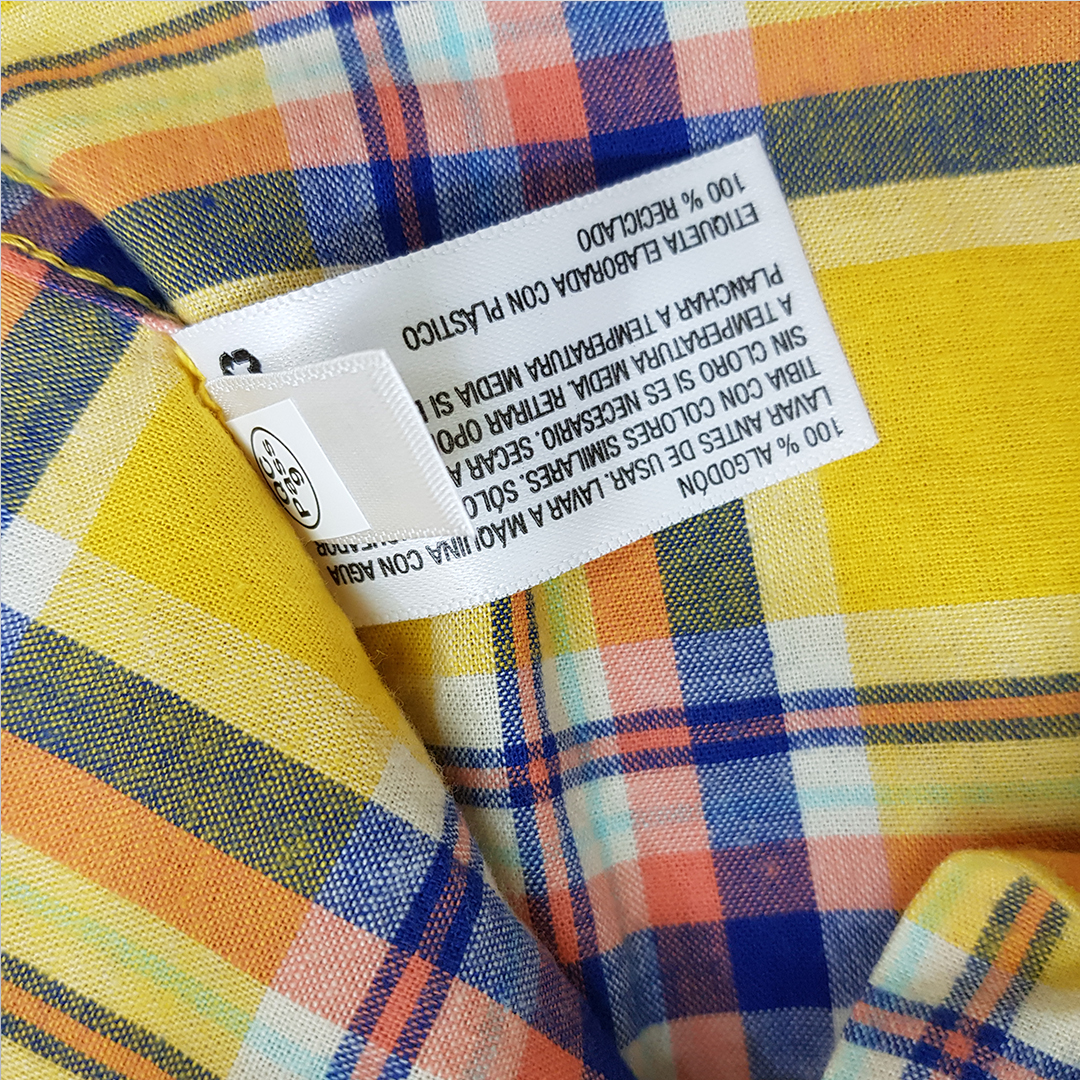 100 % ALGODÓN
LAVAR ANTES DE USAR. LAVAR A MÁQUINA CON AGUA
TIBIA CON COLORES SIMILARES. SÓLO
SIN CLORO SI ES NECESARIO. SECAR A
A TEMPERATURA MEDIA. RETIRAR OPO
PLANCHAR A TEMPERATURA MEDIA SI
ETIQUETA ELABORADA CON PLÁSTICO
100 % RECICLADO